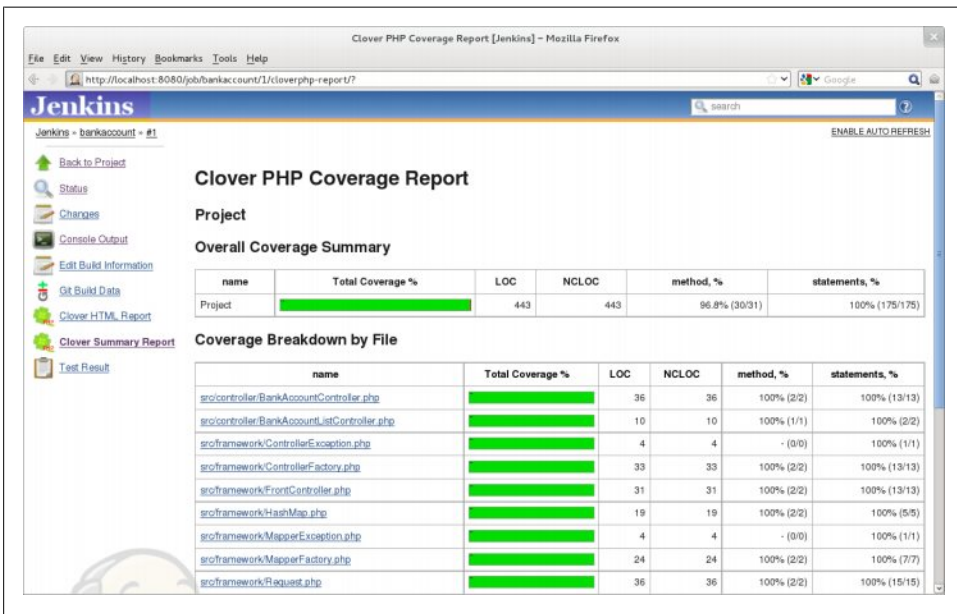 Clover PHP Coverage Report [Jenkins] - Mozilla Firefox
File Edit View History Bookmarks Tools Help
http://localhost:8080/job/bankaccount/1/cloverphp-report/?
Google
Jenkins
search
Jenkins » bankaccount » #1
ENABLE AUTO REFRESH
Back to Project
Status
Changes
Console Output
Edit Build Information
Git Build Data
Clover HTML Report
Clover Summary Report
Test Result
Clover PHP Coverage Report
Project
Overall Coverage Summary
name Total Coverage % LOC NCLOC method, % statements, %
Project 443 443 96.8% (30/31) 100% (175/175)
Coverage Breakdown by File
name Total Coverage % LOC NCLOC method, % statements, %
src/controller/BankAccountController.php 36 36 100% (2/2) 100% (13/13)
src/controller/BankAccountListController.php 10 10 100% (1/1) 100% (2/2)
src/framework/ControllerException.php 4 4 - (0/0) 100% (1/1)
src/framework/ControllerFactory.php 33 33 100% (2/2) 100% (13/13)
src/framework/FrontController.php 31 31 100% (2/2) 100% (13/13)
src/framework/HashMap.php 19 19 100% (2/2) 100% (5/5)
src/framework/MapperException.php 4 4 - (0/0) 100% (1/1)
src/framework/MapperFactory.php 24 24 100% (2/2) 100% (7/7)
src/framework/Request.php 36 36 100% (2/2) 100% (15/15)